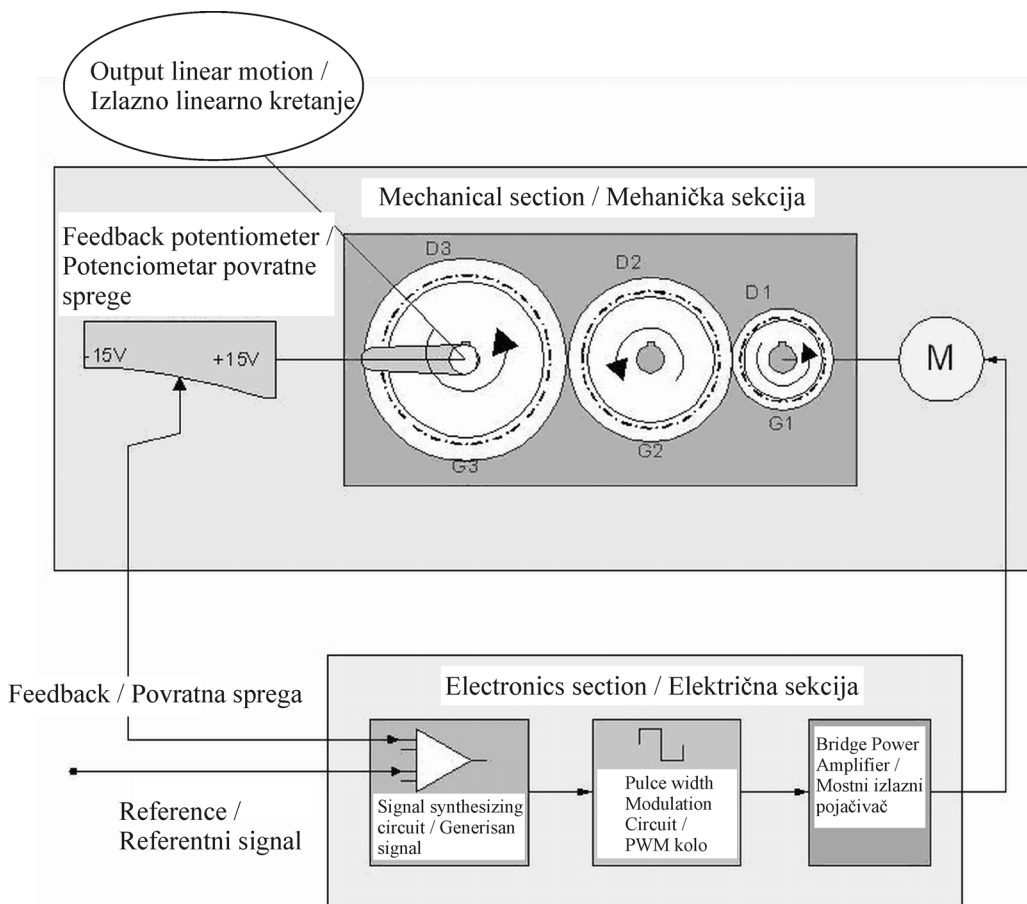 Output linear motion /
Izlazno linearno kretanje
Mechanical section / Mehanička sekcija
Feedback potentiometer /
Potenciometar povratne
sprege
-15V
+15V
D3
D2
D1
G3
G2
G1
M
Feedback / Povratna sprega
Reference /
Referentni signal
Electronics section / Električna sekcija
Signal synthesizing
circuit / Generisan
signal
Pulce width
Modulation
Circuit /
PWM kolo
Bridge Power
Amplifier /
Mostni izlazni
pojačivač